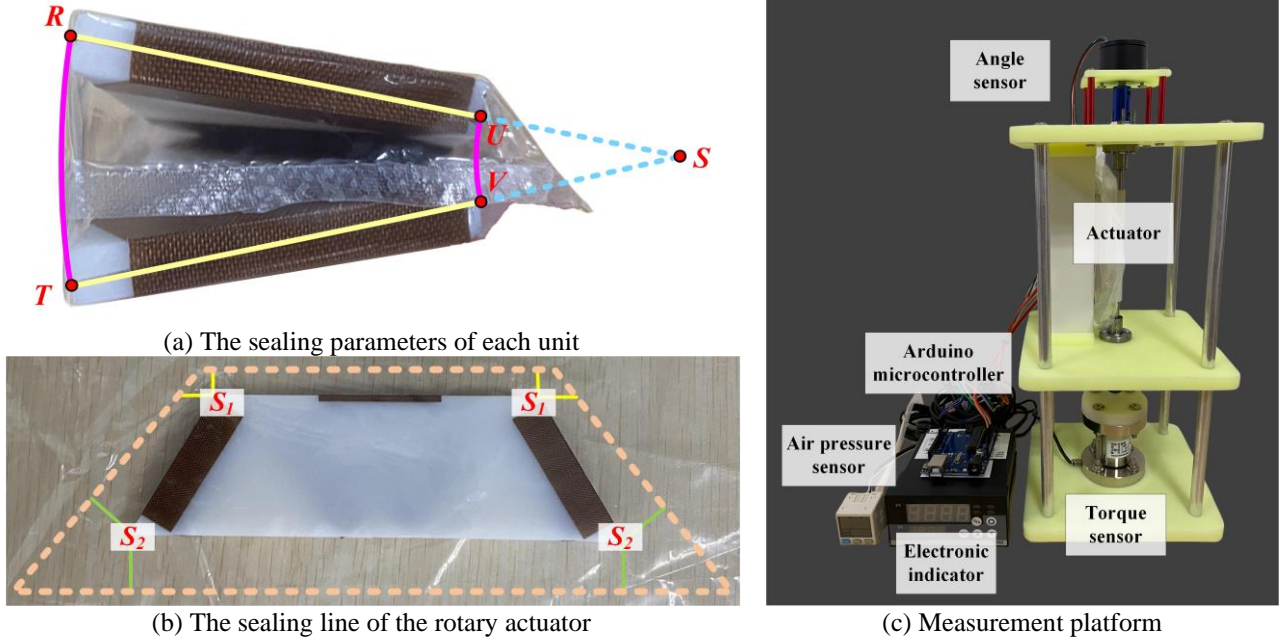 R
U
S
V
T
(a) The sealing parameters of each unit
S1
S1
S2
S2
(b) The sealing line of the rotary actuator
Angle
sensor
Actuator
Arduino
microcontroller
Air pressure
sensor
Electronic
indicator
Torque
sensor
(c) Measurement platform